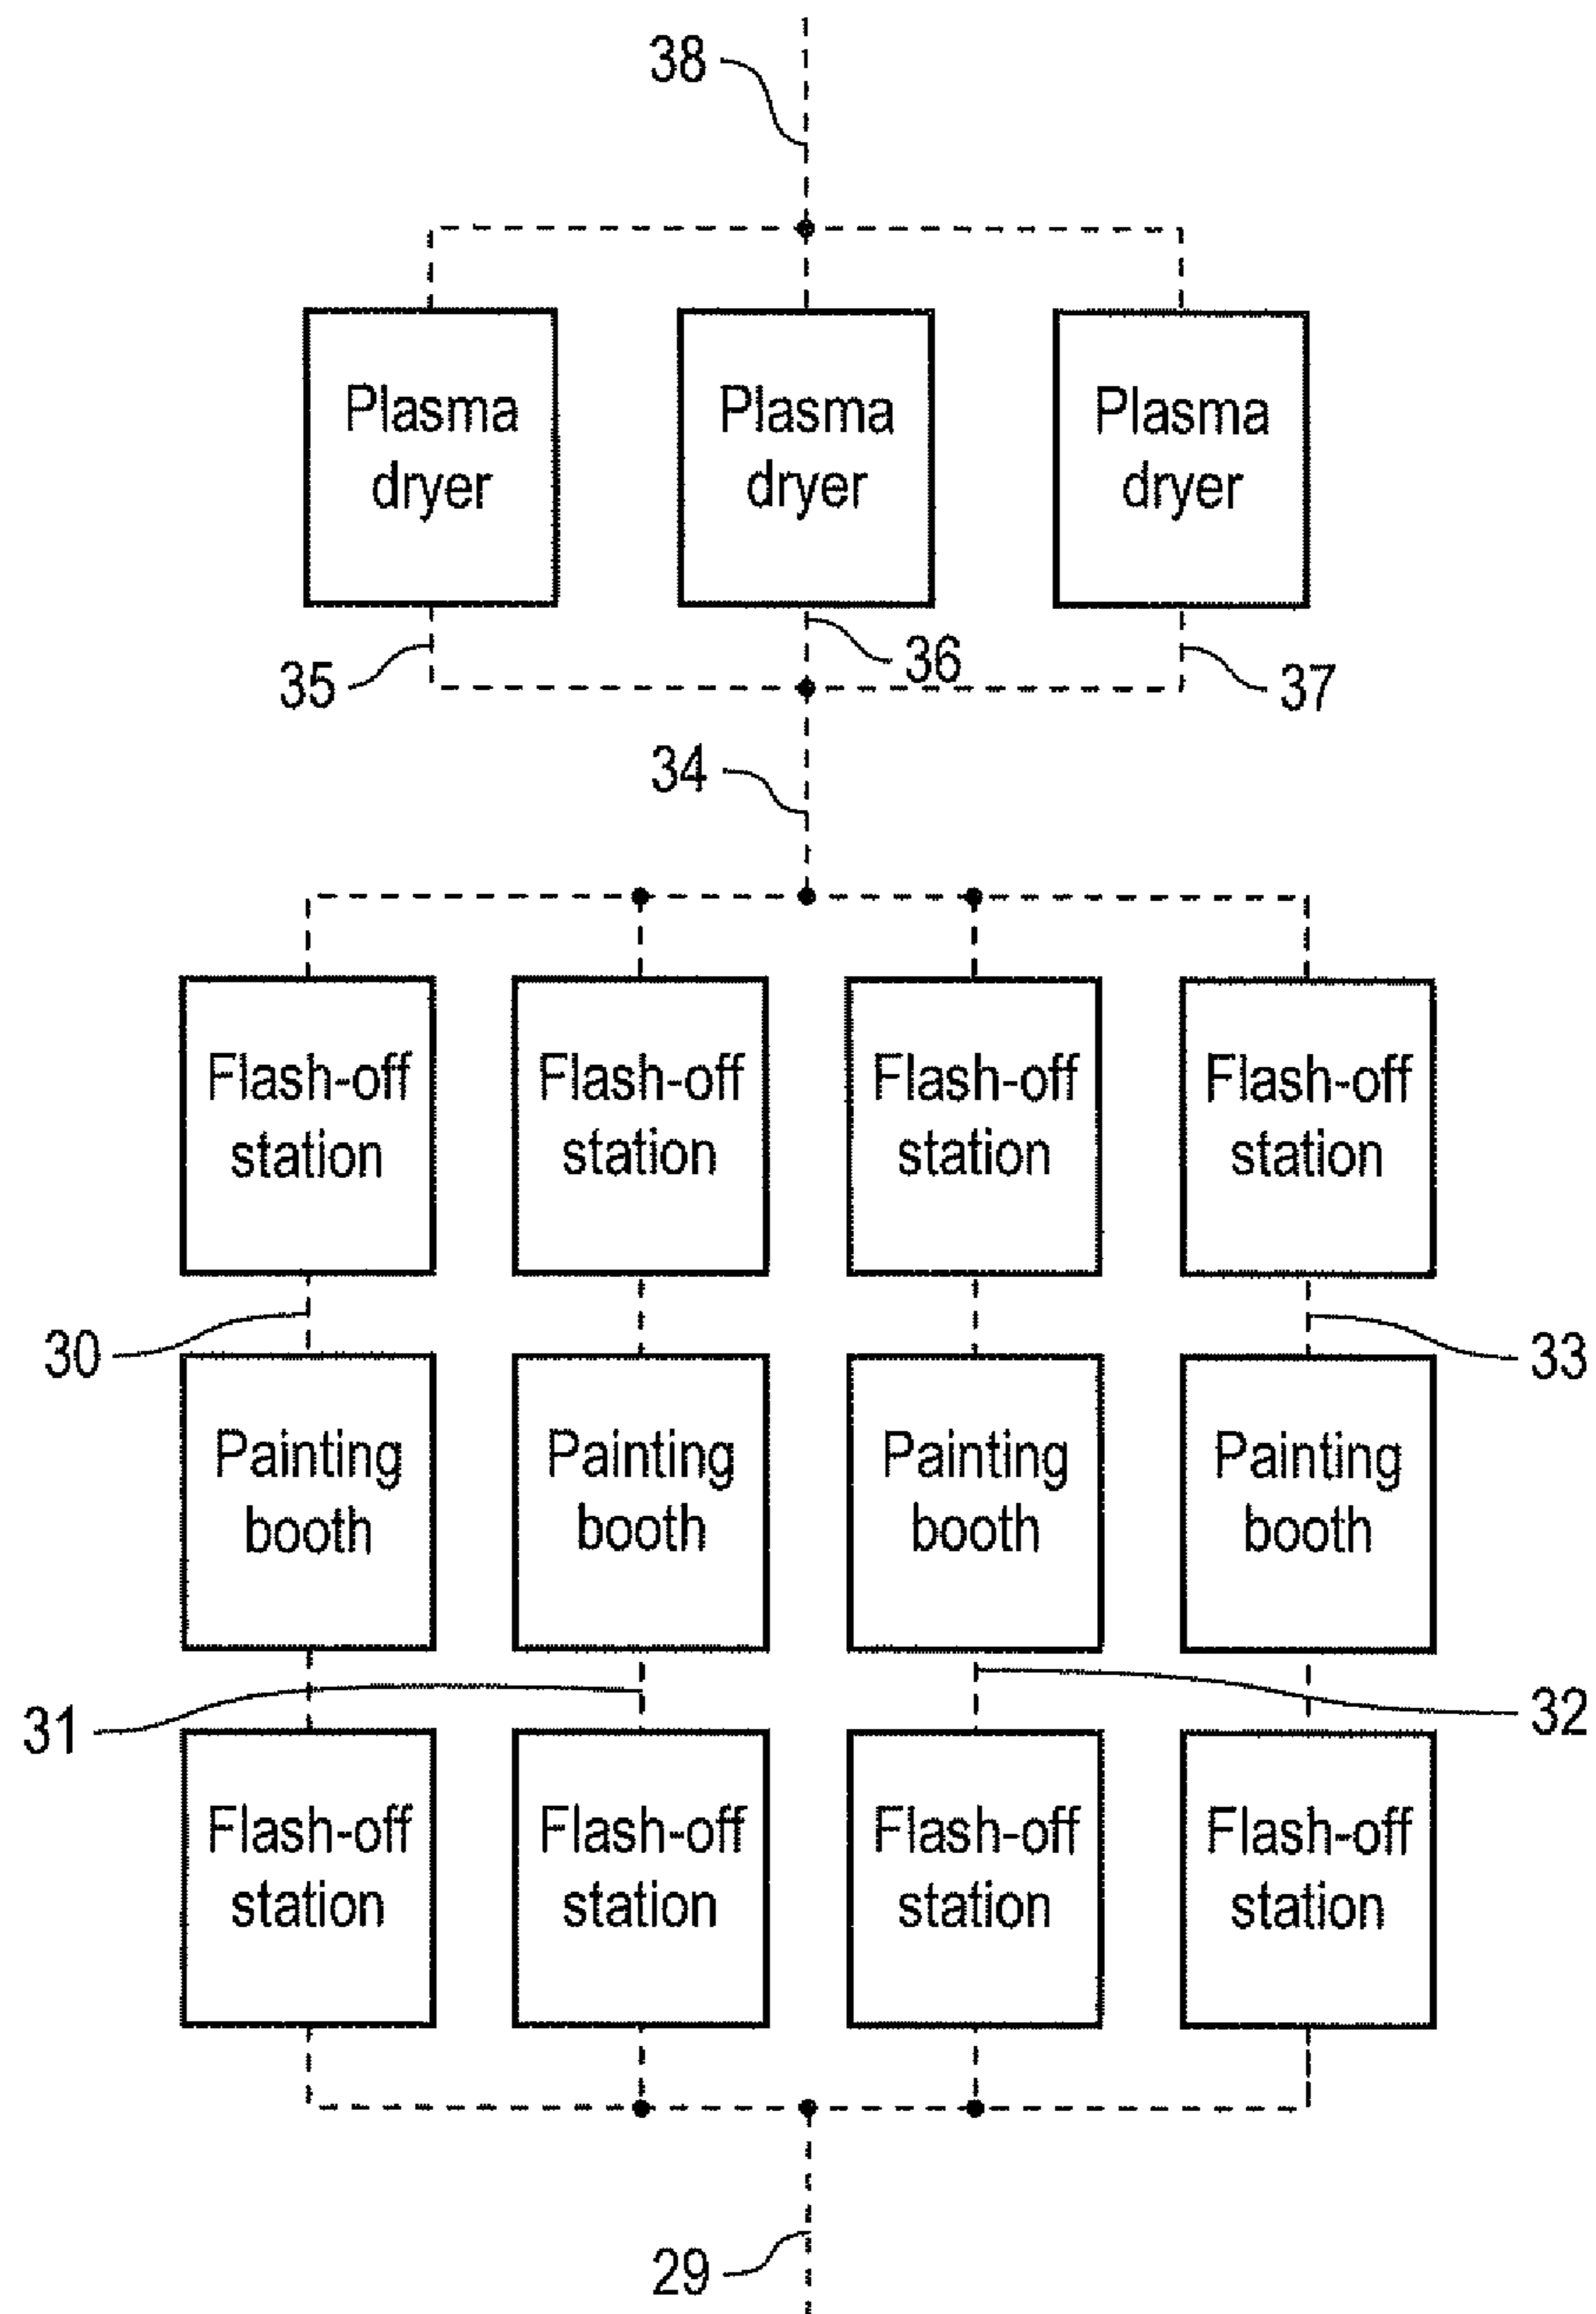 38
Plasma
dryer
Plasma
dryer
Plasma
dryer
35
36
37
34
Flash-off
station
Flash-off
station
Flash-off
station
Flash-off
station
30
33
Painting
booth
Painting
booth
Painting
booth
Painting
booth
31
32
Flash-off
station
Flash-off
station
Flash-off
station
Flash-off
station
29